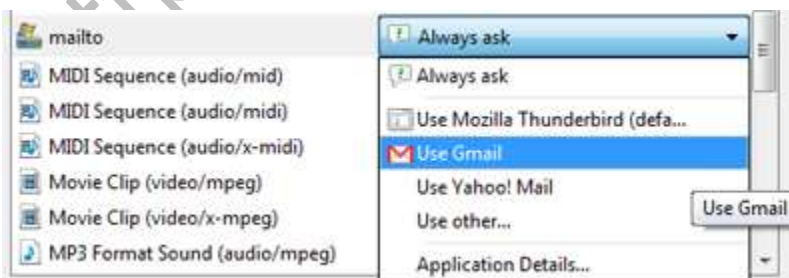 mailto
Always ask
MIDI Sequence (audio/mid)
Always ask
MIDI Sequence (audio/midi)
Use Mozilla Thunderbird (defa...
MIDI Sequence (audio/x-midi)
Use Gmail
Movie Clip (video/mpeg)
Use Yahoo! Mail
Movie Clip (video/x-mpeg)
Use other...
Use Gmail
MP3 Format Sound (audio/mpeg)
Application Details...